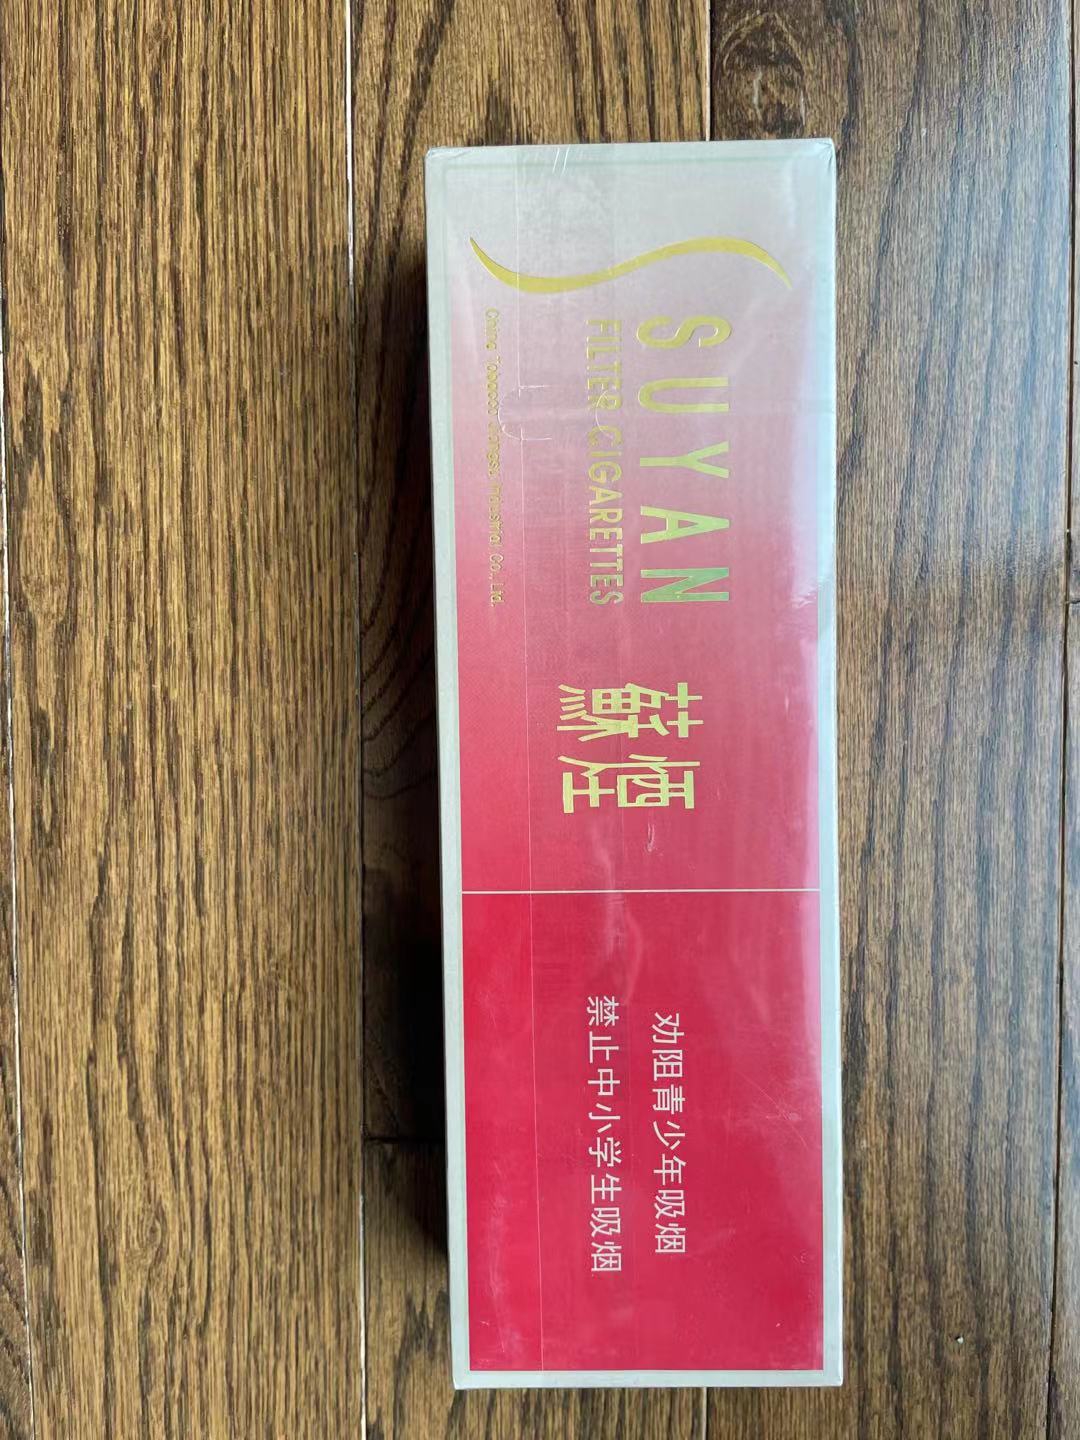 SUYAN
FILTER CIGARETTES
China Tobacco Jiangsu Industrial Co., Ltd.
蘇煙
劝阻青少年吸烟
禁止中小学生吸烟